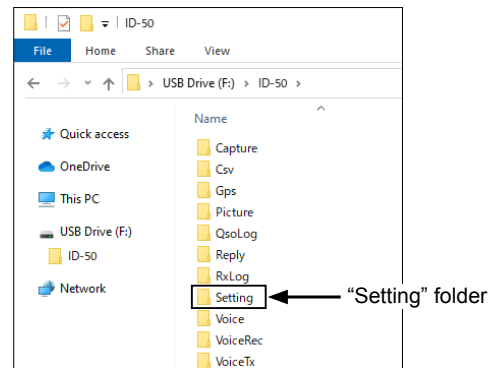 ID-50
File Home Share View
USB Drive (F:) > ID-50 >
Name
Quick access
OneDrive
This PC
USB Drive (F:)
ID-50
Network
Capture
Csv
Gps
Picture
QsoLog
Reply
RxLog
Setting
Voice
VoiceRec
VoiceTx
“Setting” folder